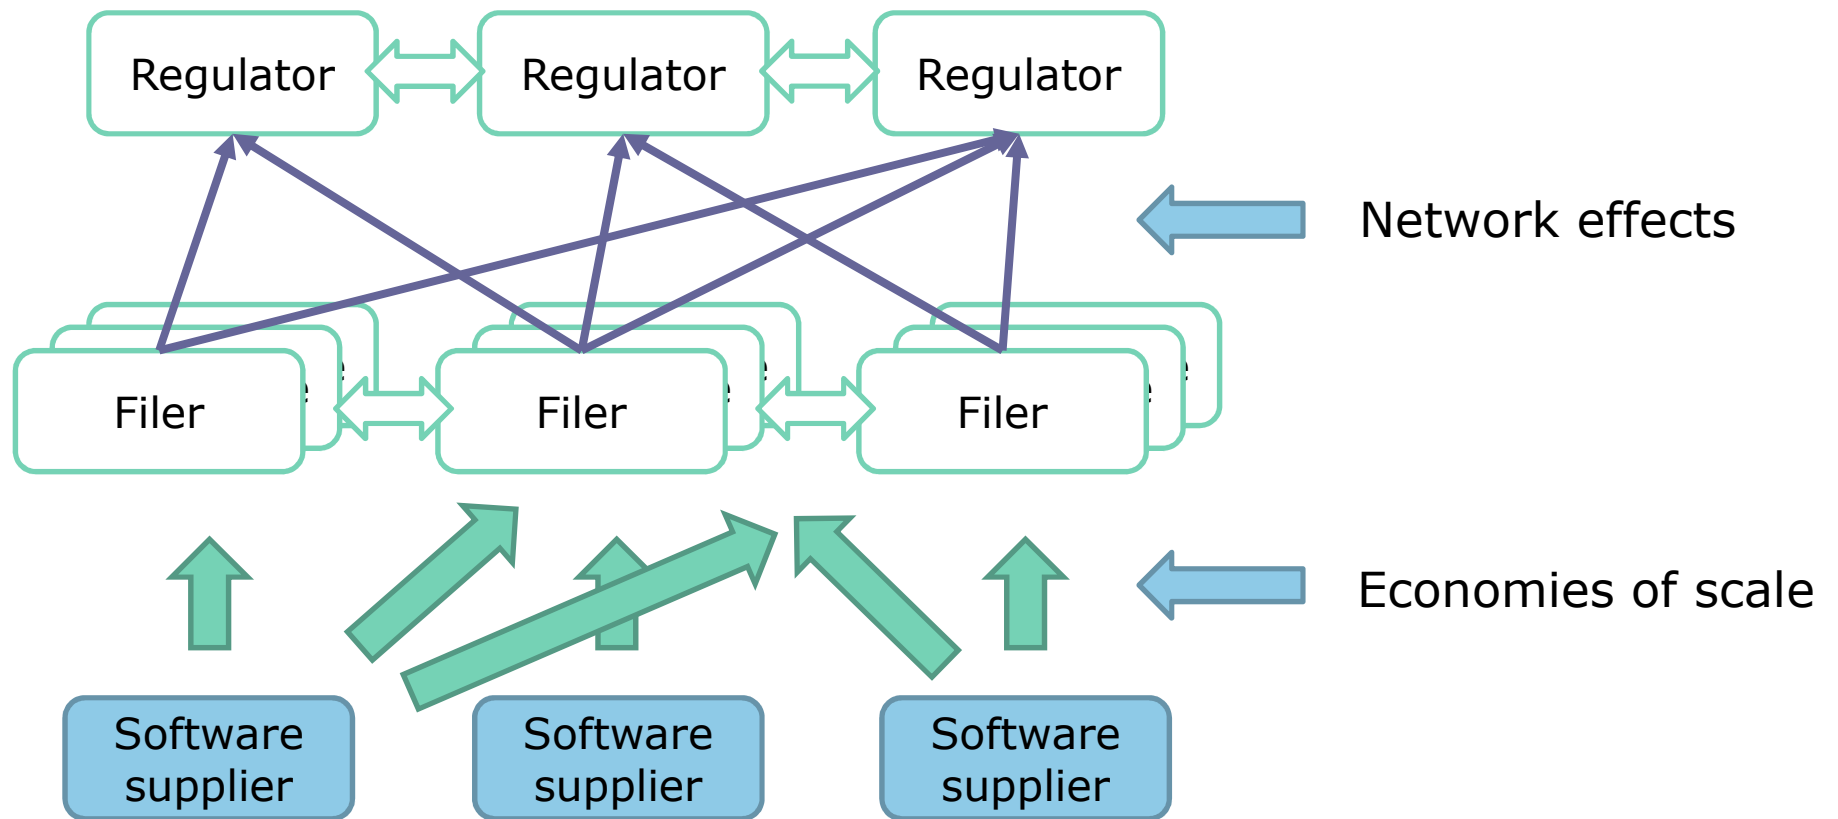 Regulator
Regulator
Regulator
Network effects
Filer
Filer
Filer
Economies of scale
Software
supplier
Software
supplier
Software
supplier